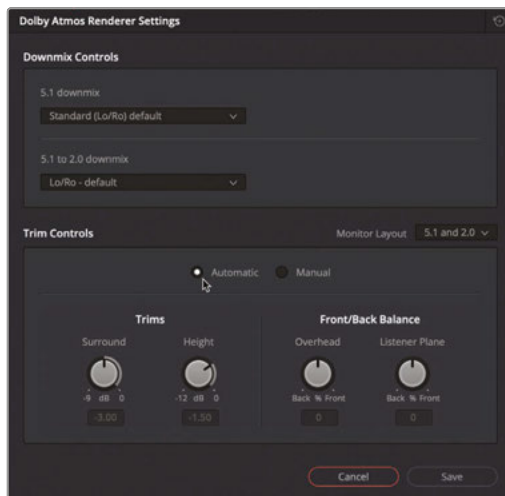 Dolby Atmos Renderer Settings
Downmix Controls
5.1 downmix
Standard (Lo/Ro) default
5.1 to 2.0 downmix
Lo/Ro - default
Trim Controls
Monitor Layout 5.1 and 2.0
Automatic Manual
Trims
Surround Height
-9 dB 0 -12 dB 0
-3.00 -1.50
Front/Back Balance
Overhead Listener Plane
Back % Front Back % Front
0 0
Cancel Save